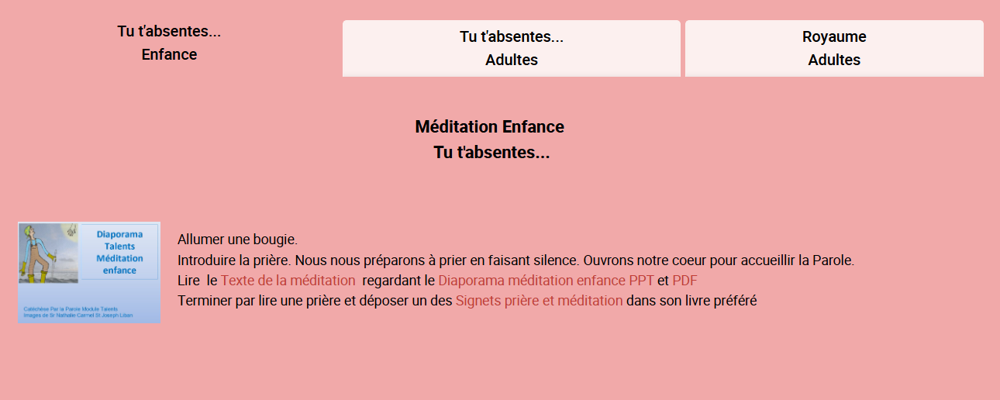 Tu t'absentes...
Enfance
Tu t'absentes...
Adultes
Royaume
Adultes
Méditation Enfance
Tu t'absentes...
Diaporama
Talents
Méditation
enfance
Catéchèse Par la Parole Module Talents
Images de Sr Nathalie Carmel St Joseph Liban
Allumer une bougie.
Introduire la prière. Nous nous préparons à prier en faisant silence. Ouvrons notre coeur pour accueillir la Parole.
Lire le Texte de la méditation regardant le Diaporama méditation enfance PPT et PDF
Terminer par lire une prière et déposer un des Signets prière et méditation dans son livre préféré